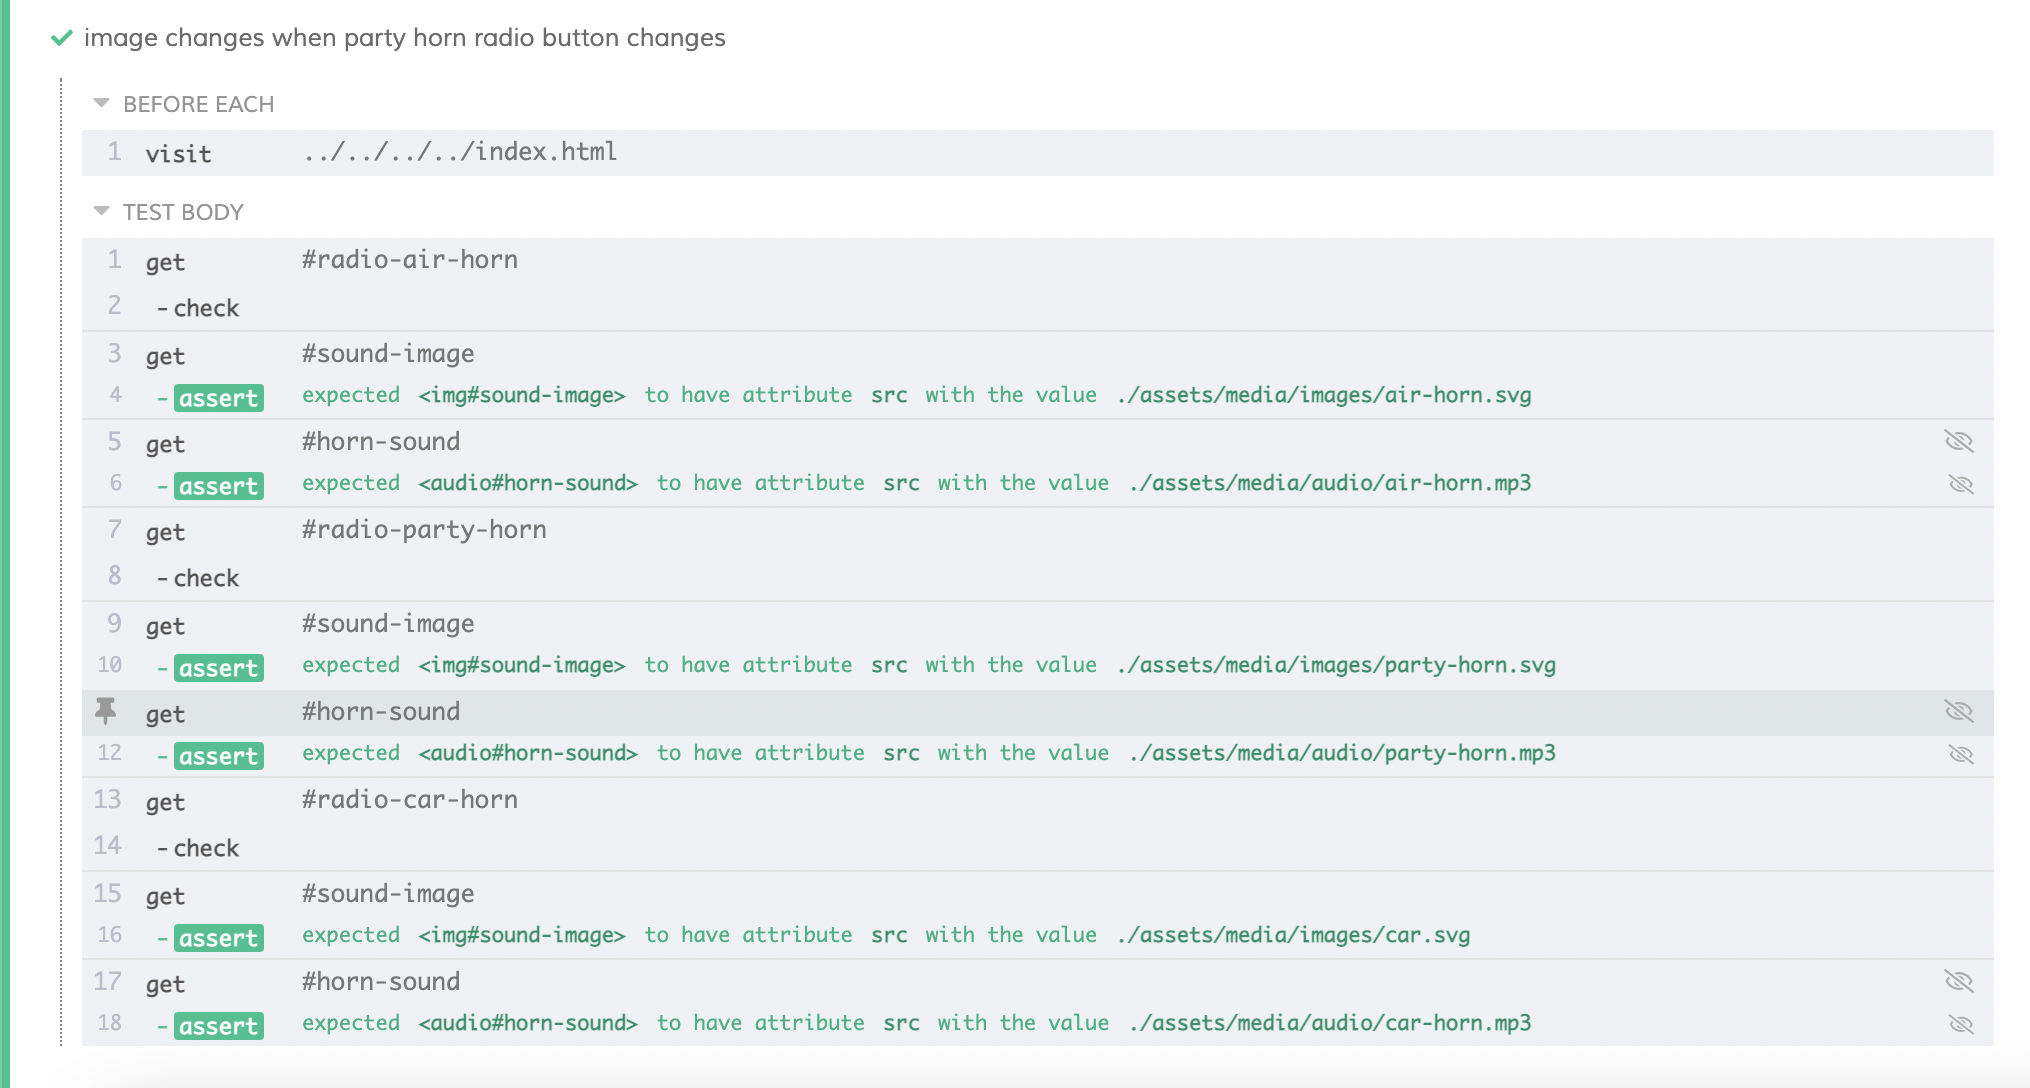 image changes when party horn radio button changes
BEFORE EACH
1 visit ../../../../index.html
TEST BODY
1 get #radio-air-horn
2 -check
3 get #sound-image
4 -assert expected <img#sound-image> to have attribute src with the value ./assets/media/images/air-horn.svg
5 get #horn-sound
6 -assert expected <audio#horn-sound> to have attribute src with the value ./assets/media/audio/air-horn.mp3
7 get #radio-party-horn
8 -check
9 get #sound-image
10 -assert expected <img#sound-image> to have attribute src with the value ./assets/media/images/party-horn.svg
get #horn-sound
12 -assert expected <audio#horn-sound> to have attribute src with the value ./assets/media/audio/party-horn.mp3
13 get #radio-car-horn
14 -check
15 get #sound-image
16 -assert expected <img#sound-image> to have attribute src with the value ./assets/media/images/car.svg
17 get #horn-sound
18 -assert expected <audio#horn-sound> to have attribute src with the value ./assets/media/audio/car-horn.mp3